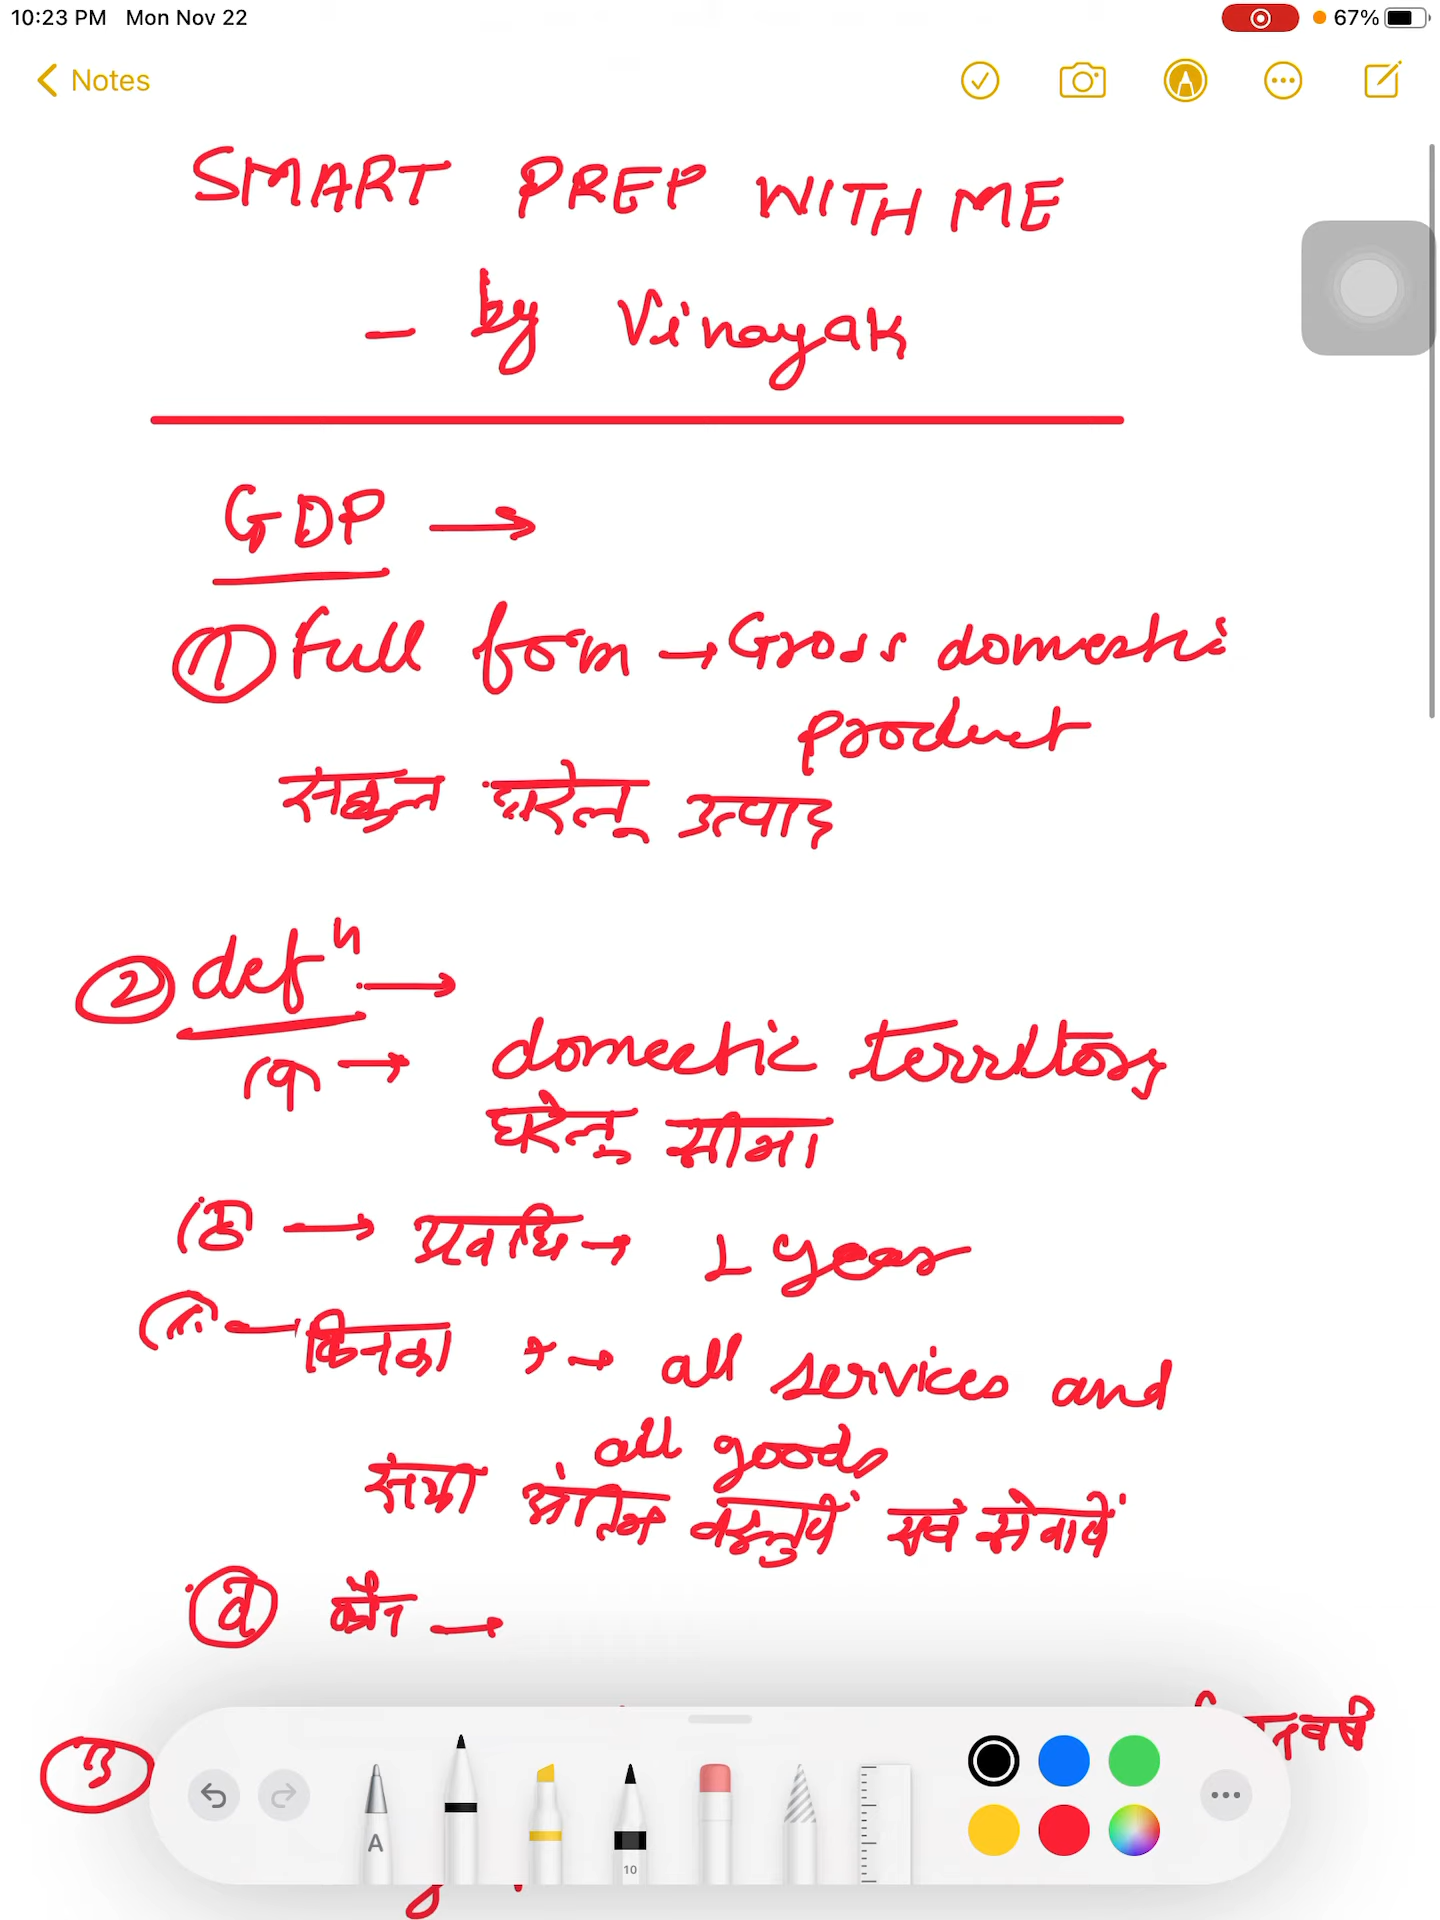 10:23 PM Mon Nov 22 67%
Notes
SMART PREP WITH ME
- by Vinayak
GDP →
① full form → Gross domestic
product
सकल घरेलू उत्पाद
② defn →
(a) → domestic territory
घरेलू सीमा
(b → अवधि → 1 year
(c. → किनका → all services and
all goods
सभी अंतिम वस्तुयें एवं सेवायें
ⓓ कौन →
③
A
10